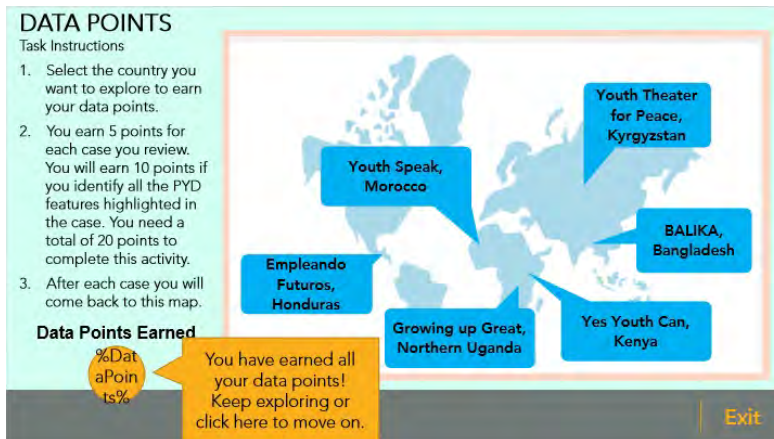 DATA POINTS
Task Instructions
1. Select the country you
want to explore to earn
your data points.
2. You earn 5 points for
each case you review.
You will earn 10 points if
you identify all the PYD
features highlighted in
the case. You need a
total of 20 points to
complete this activity.
3. After each case you will
come back to this map.
Data Points Earned
%Dat
aPoin
ts%
You have earned all
your data points!
Keep exploring or
click here to move on.
Youth Theater
for Peace,
Kyrgyzstan
Youth Speak,
Morocco
BALIKA,
Bangladesh
Empleando
Futuros,
Honduras
Growing up Great,
Northern Uganda
Yes Youth Can,
Kenya
Exit